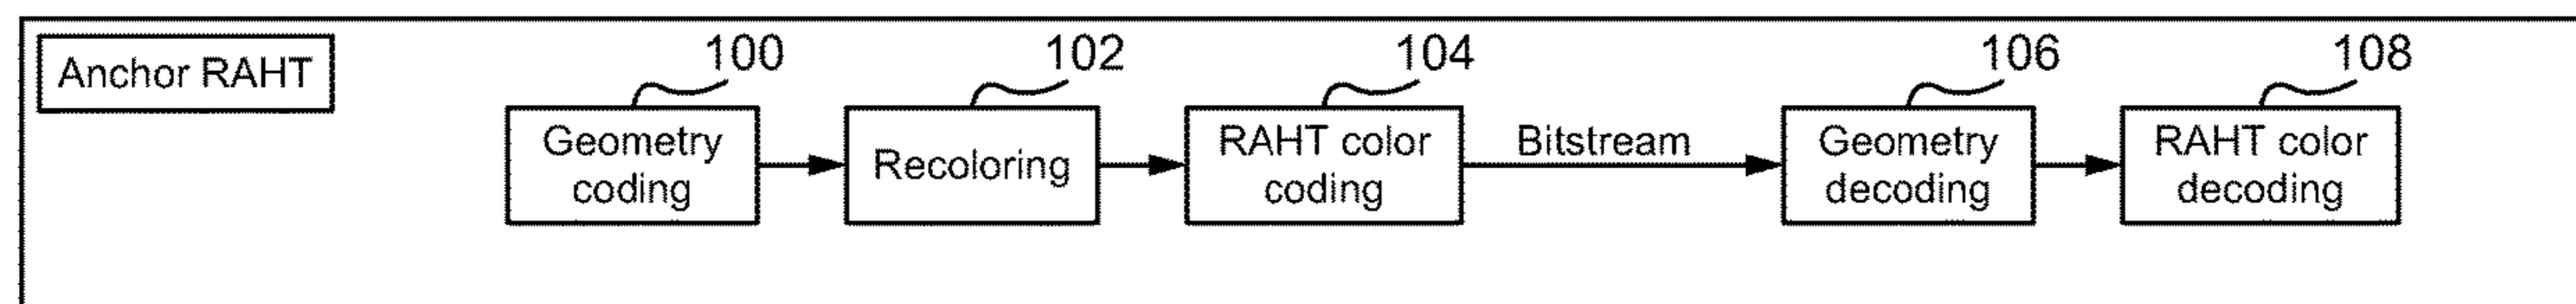 Anchor RAHT
100
102
104
106
108
Geometry
coding
Recoloring
RAHT color
coding
Bitstream
Geometry
decoding
RAHT color
decoding